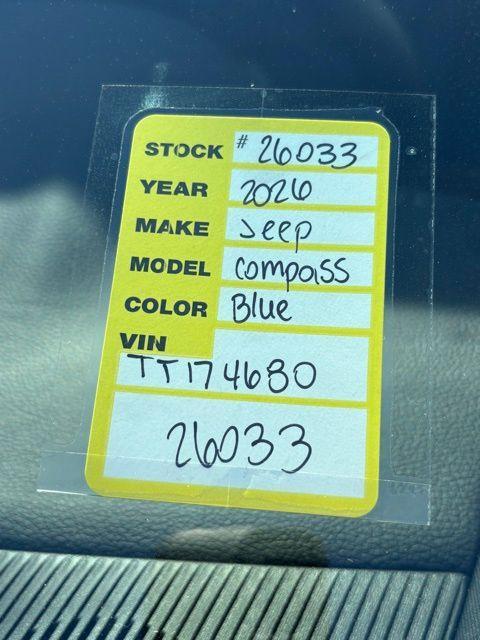 STOCK # 26033
YEAR 2026
MAKE Jeep
MODEL Compass
COLOR Blue
VIN
TT174680
26033